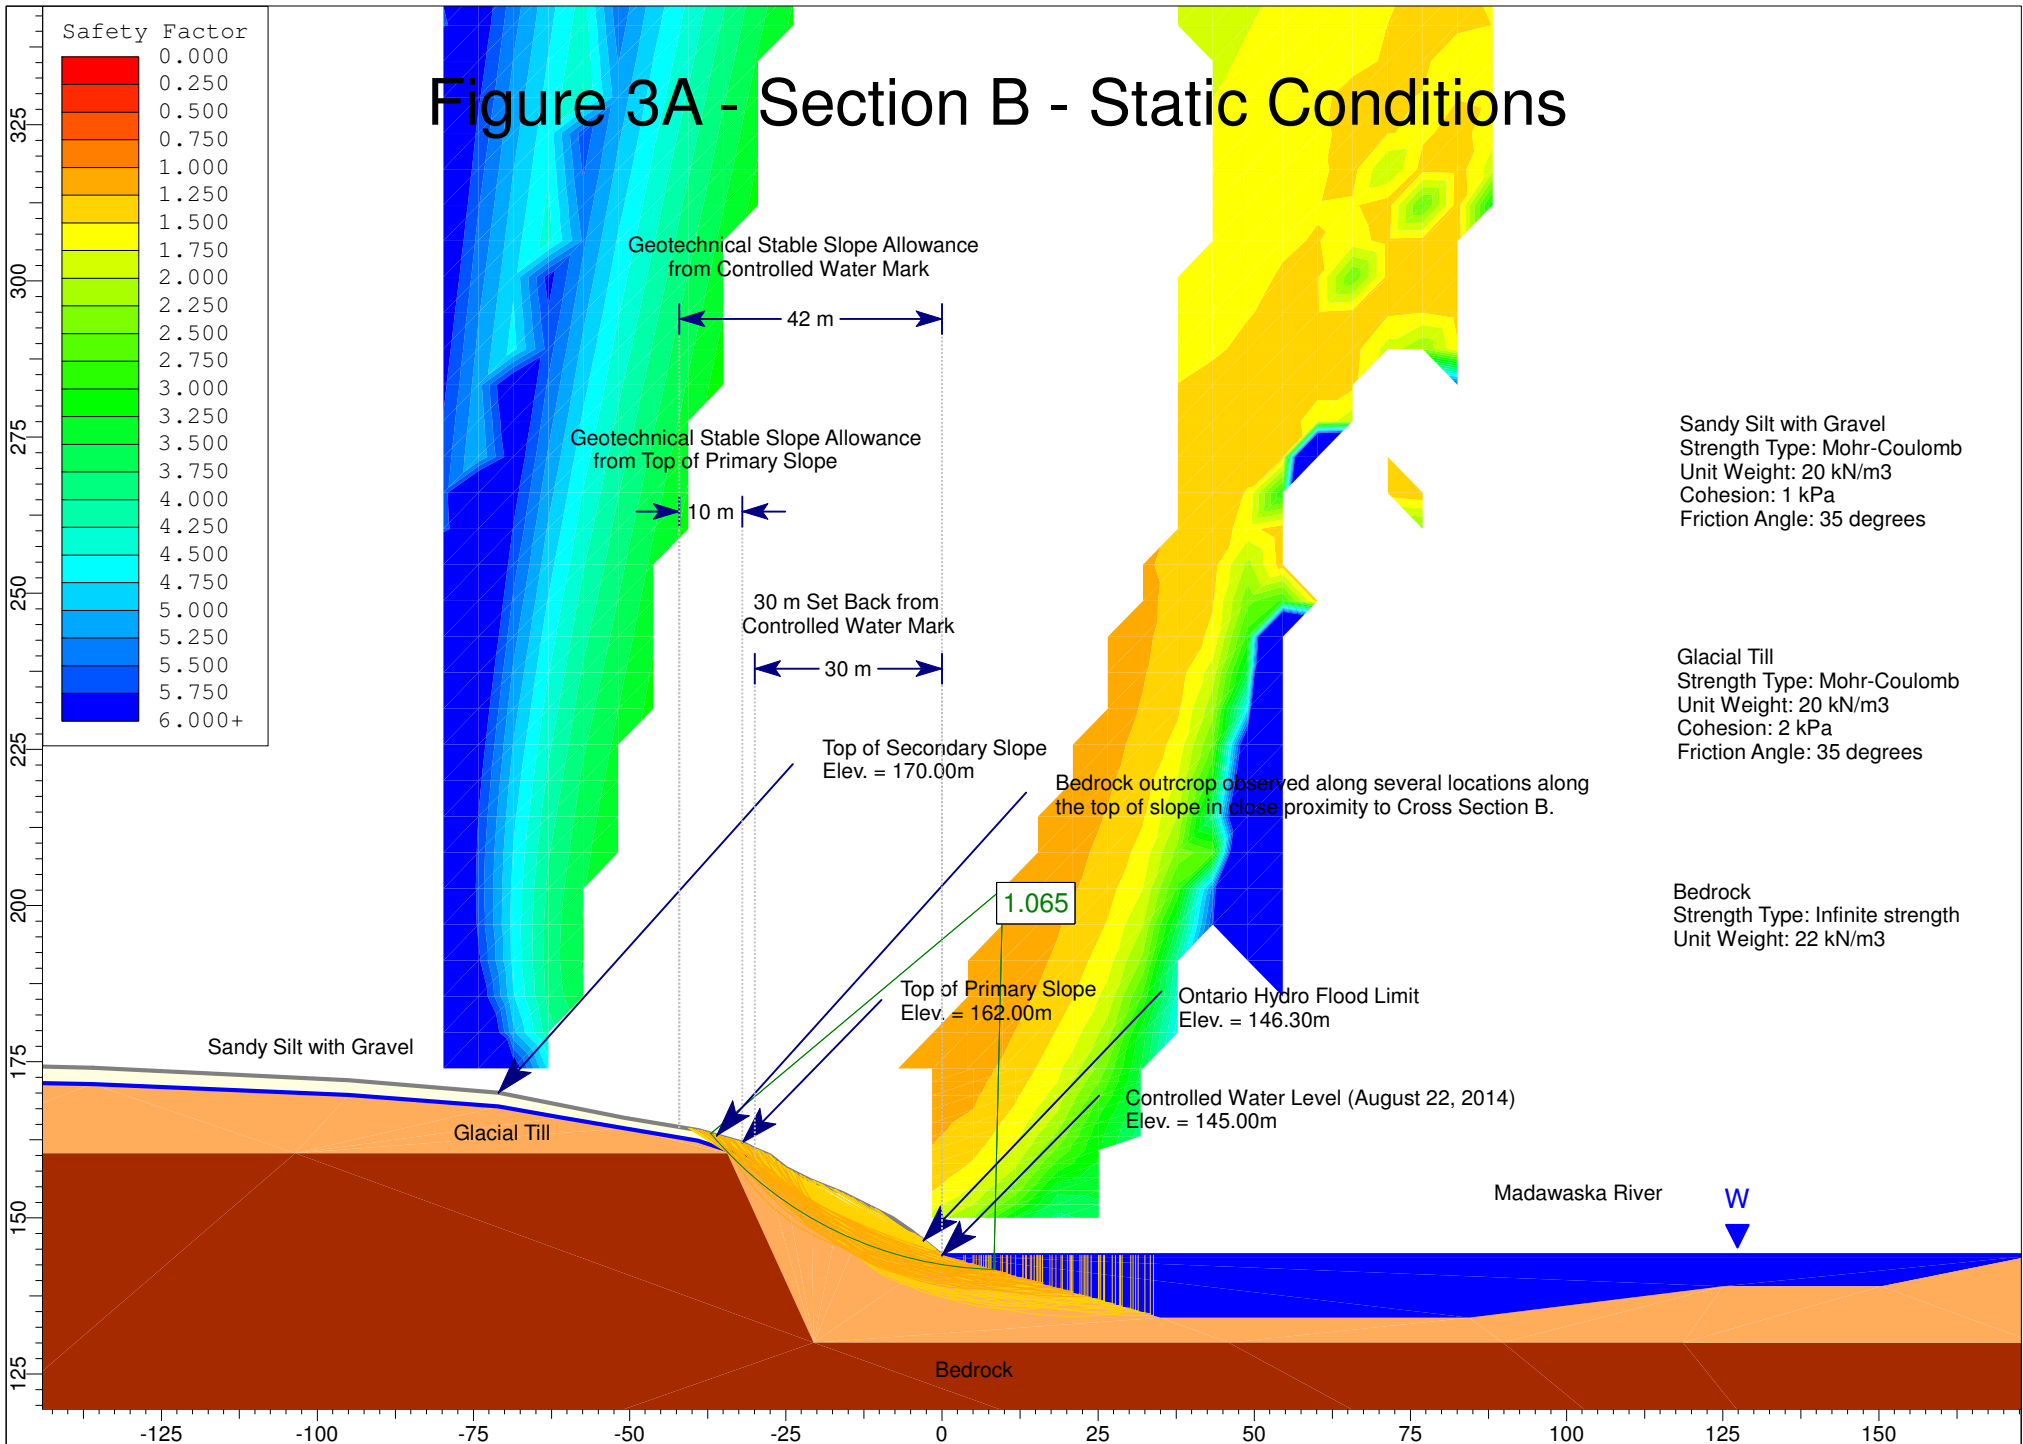 Safety Factor
0.000
0.250
0.500
0.750
1.000
1.250
1.500
1.750
2.000
2.250
2.500
2.750
3.000
3.250
3.500
3.750
4.000
4.250
4.500
4.750
5.000
5.250
5.500
5.750
6.000+
Figure 3A - Section B - Static Conditions
Geotechnical Stable Slope Allowance
from Controlled Water Mark
42 m
Geotechnical Stable Slope Allowance
from Top of Primary Slope
10 m
30 m Set Back from
Controlled Water Mark
30 m
Sandy Silt with Gravel
Strength Type: Mohr-Coulomb
Unit Weight: 20 kN/m3
Cohesion: 1 kPa
Friction Angle: 35 degrees
Glacial Till
Strength Type: Mohr-Coulomb
Unit Weight: 20 kN/m3
Cohesion: 2 kPa
Friction Angle: 35 degrees
Bedrock
Strength Type: Infinite strength
Unit Weight: 22 kN/m3
Top of Secondary Slope
Elev. = 170.00m
Bedrock outrcrop observed along several locations along
the top of slope in close proximity to Cross Section B.
1.065
Top of Primary Slope
Elev. = 162.00m
Ontario Hydro Flood Limit
Elev. = 146.30m
Controlled Water Level (August 22, 2014)
Elev. = 145.00m
Sandy Silt with Gravel
Glacial Till
Madawaska River
W
Bedrock
325
300
275
250
225
200
175
150
125
-125
-100
-75
-50
-25
0
25
50
75
100
125
150